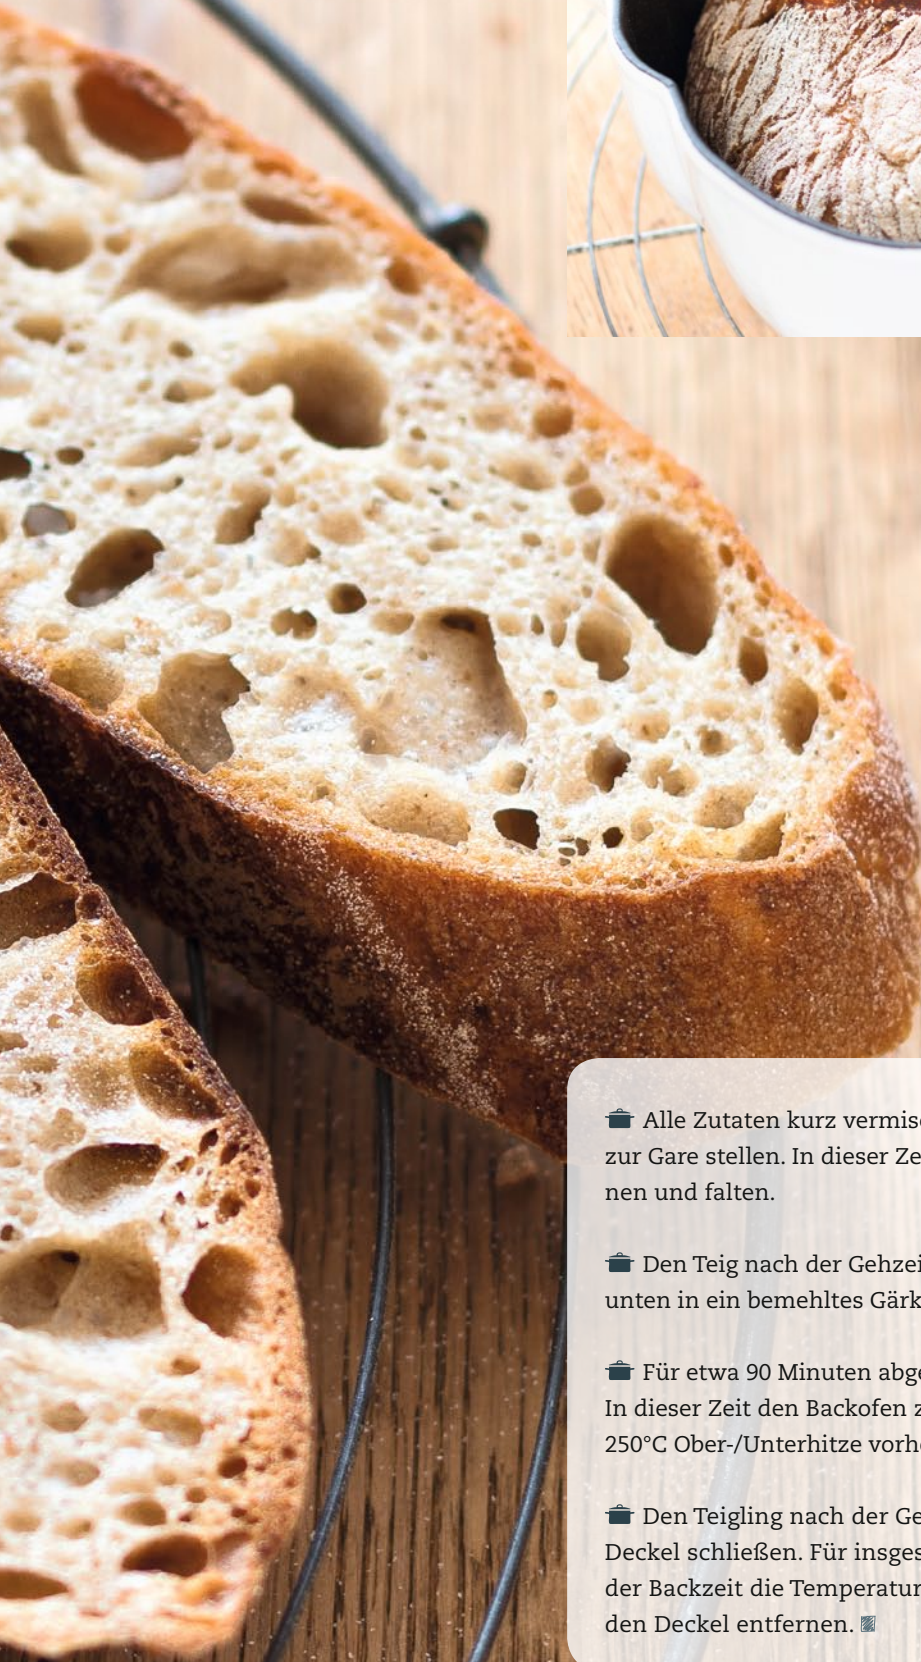 Alle Zutaten kurz vermis
zur Gare stellen. In dieser Ze
nen und falten.
Den Teig nach der Gehzei
unten in ein bemehltes Gärk
Für etwa 90 Minuten abge
In dieser Zeit den Backofen z
250°C Ober-/Unterhitze vorhe
Den Teigling nach der Ge
Deckel schließen. Für insges
der Backzeit die Temperatur
den Deckel entfernen.